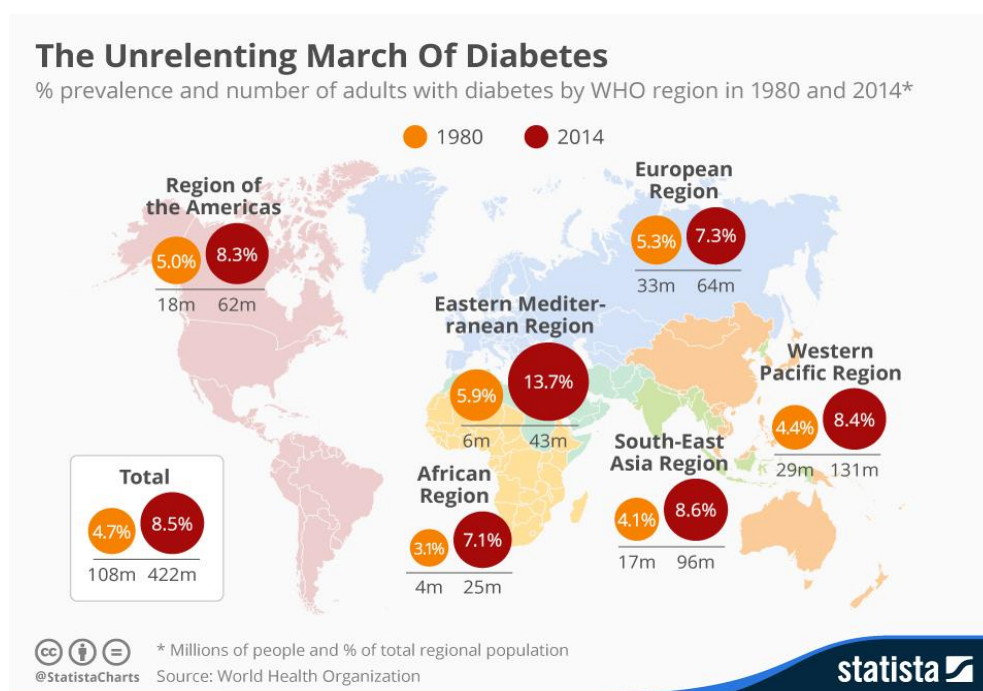 The Unrelenting March Of Diabetes
% prevalence and number of adults with diabetes by WHO region in 1980 and 2014*
1980 2014
Region of
the Americas
5.0% 8.3%
18m 62m
European
Region
5.3% 7.3%
33m 64m
Eastern Mediter-
ranean Region
5.9% 13.7%
6m 43m
Western
Pacific Region
4.4% 8.4%
29m 131m
South-East
Asia Region
4.1% 8.6%
17m 96m
African
Region
3.1% 7.1%
4m 25m
Total
4.7% 8.5%
108m 422m
* Millions of people and % of total regional population
@StatistaCharts Source: World Health Organization
cc
=
statista